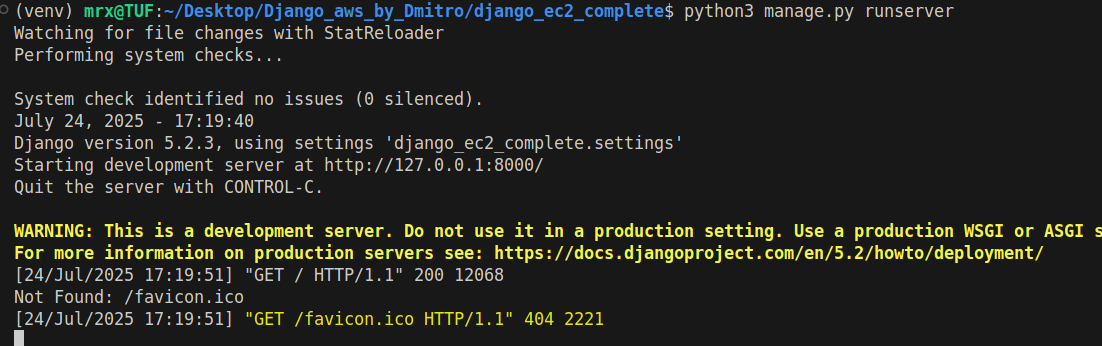 (venv) mrx@TUF:~/Desktop/Django_aws_by_Dmitro/django_ec2_complete$ python3 manage.py runserver
Watching for file changes with StatReloader
Performing system checks...
System check identified no issues (0 silenced).
July 24, 2025 - 17:19:40
Django version 5.2.3, using settings 'django_ec2_complete.settings'
Starting development server at http://127.0.0.1:8000/
Quit the server with CONTROL-C.
WARNING: This is a development server. Do not use it in a production setting. Use a production WSGI or ASGI s
For more information on production servers see: https://docs.djangoproject.com/en/5.2/howto/deployment/
[24/Jul/2025 17:19:51] "GET / HTTP/1.1" 200 12068
Not Found: /favicon.ico
[24/Jul/2025 17:19:51] "GET /favicon.ico HTTP/1.1" 404 2221